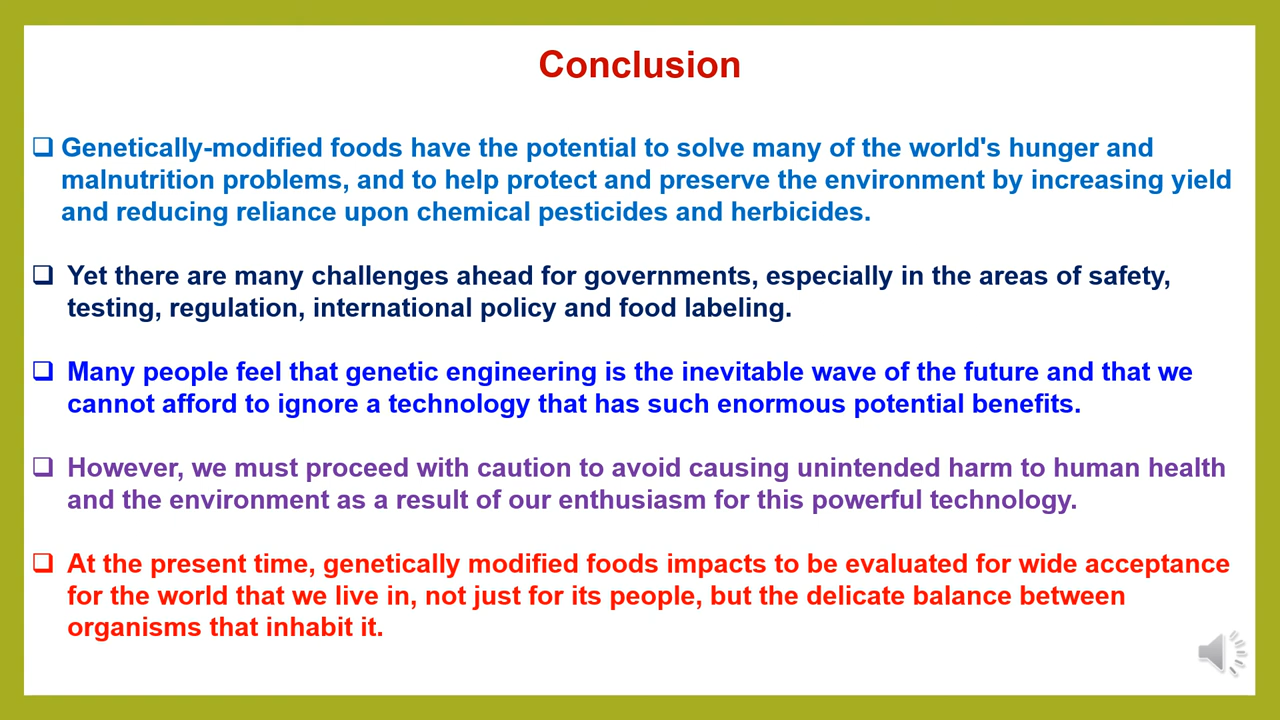 Conclusion
❑ Genetically-modified foods have the potential to solve many of the world's hunger and
malnutrition problems, and to help protect and preserve the environment by increasing yield
and reducing reliance upon chemical pesticides and herbicides.
❑ Yet there are many challenges ahead for governments, especially in the areas of safety,
testing, regulation, international policy and food labeling.
❑ Many people feel that genetic engineering is the inevitable wave of the future and that we
cannot afford to ignore a technology that has such enormous potential benefits.
❑ However, we must proceed with caution to avoid causing unintended harm to human health
and the environment as a result of our enthusiasm for this powerful technology.
❑ At the present time, genetically modified foods impacts to be evaluated for wide acceptance
for the world that we live in, not just for its people, but the delicate balance between
organisms that inhabit it.